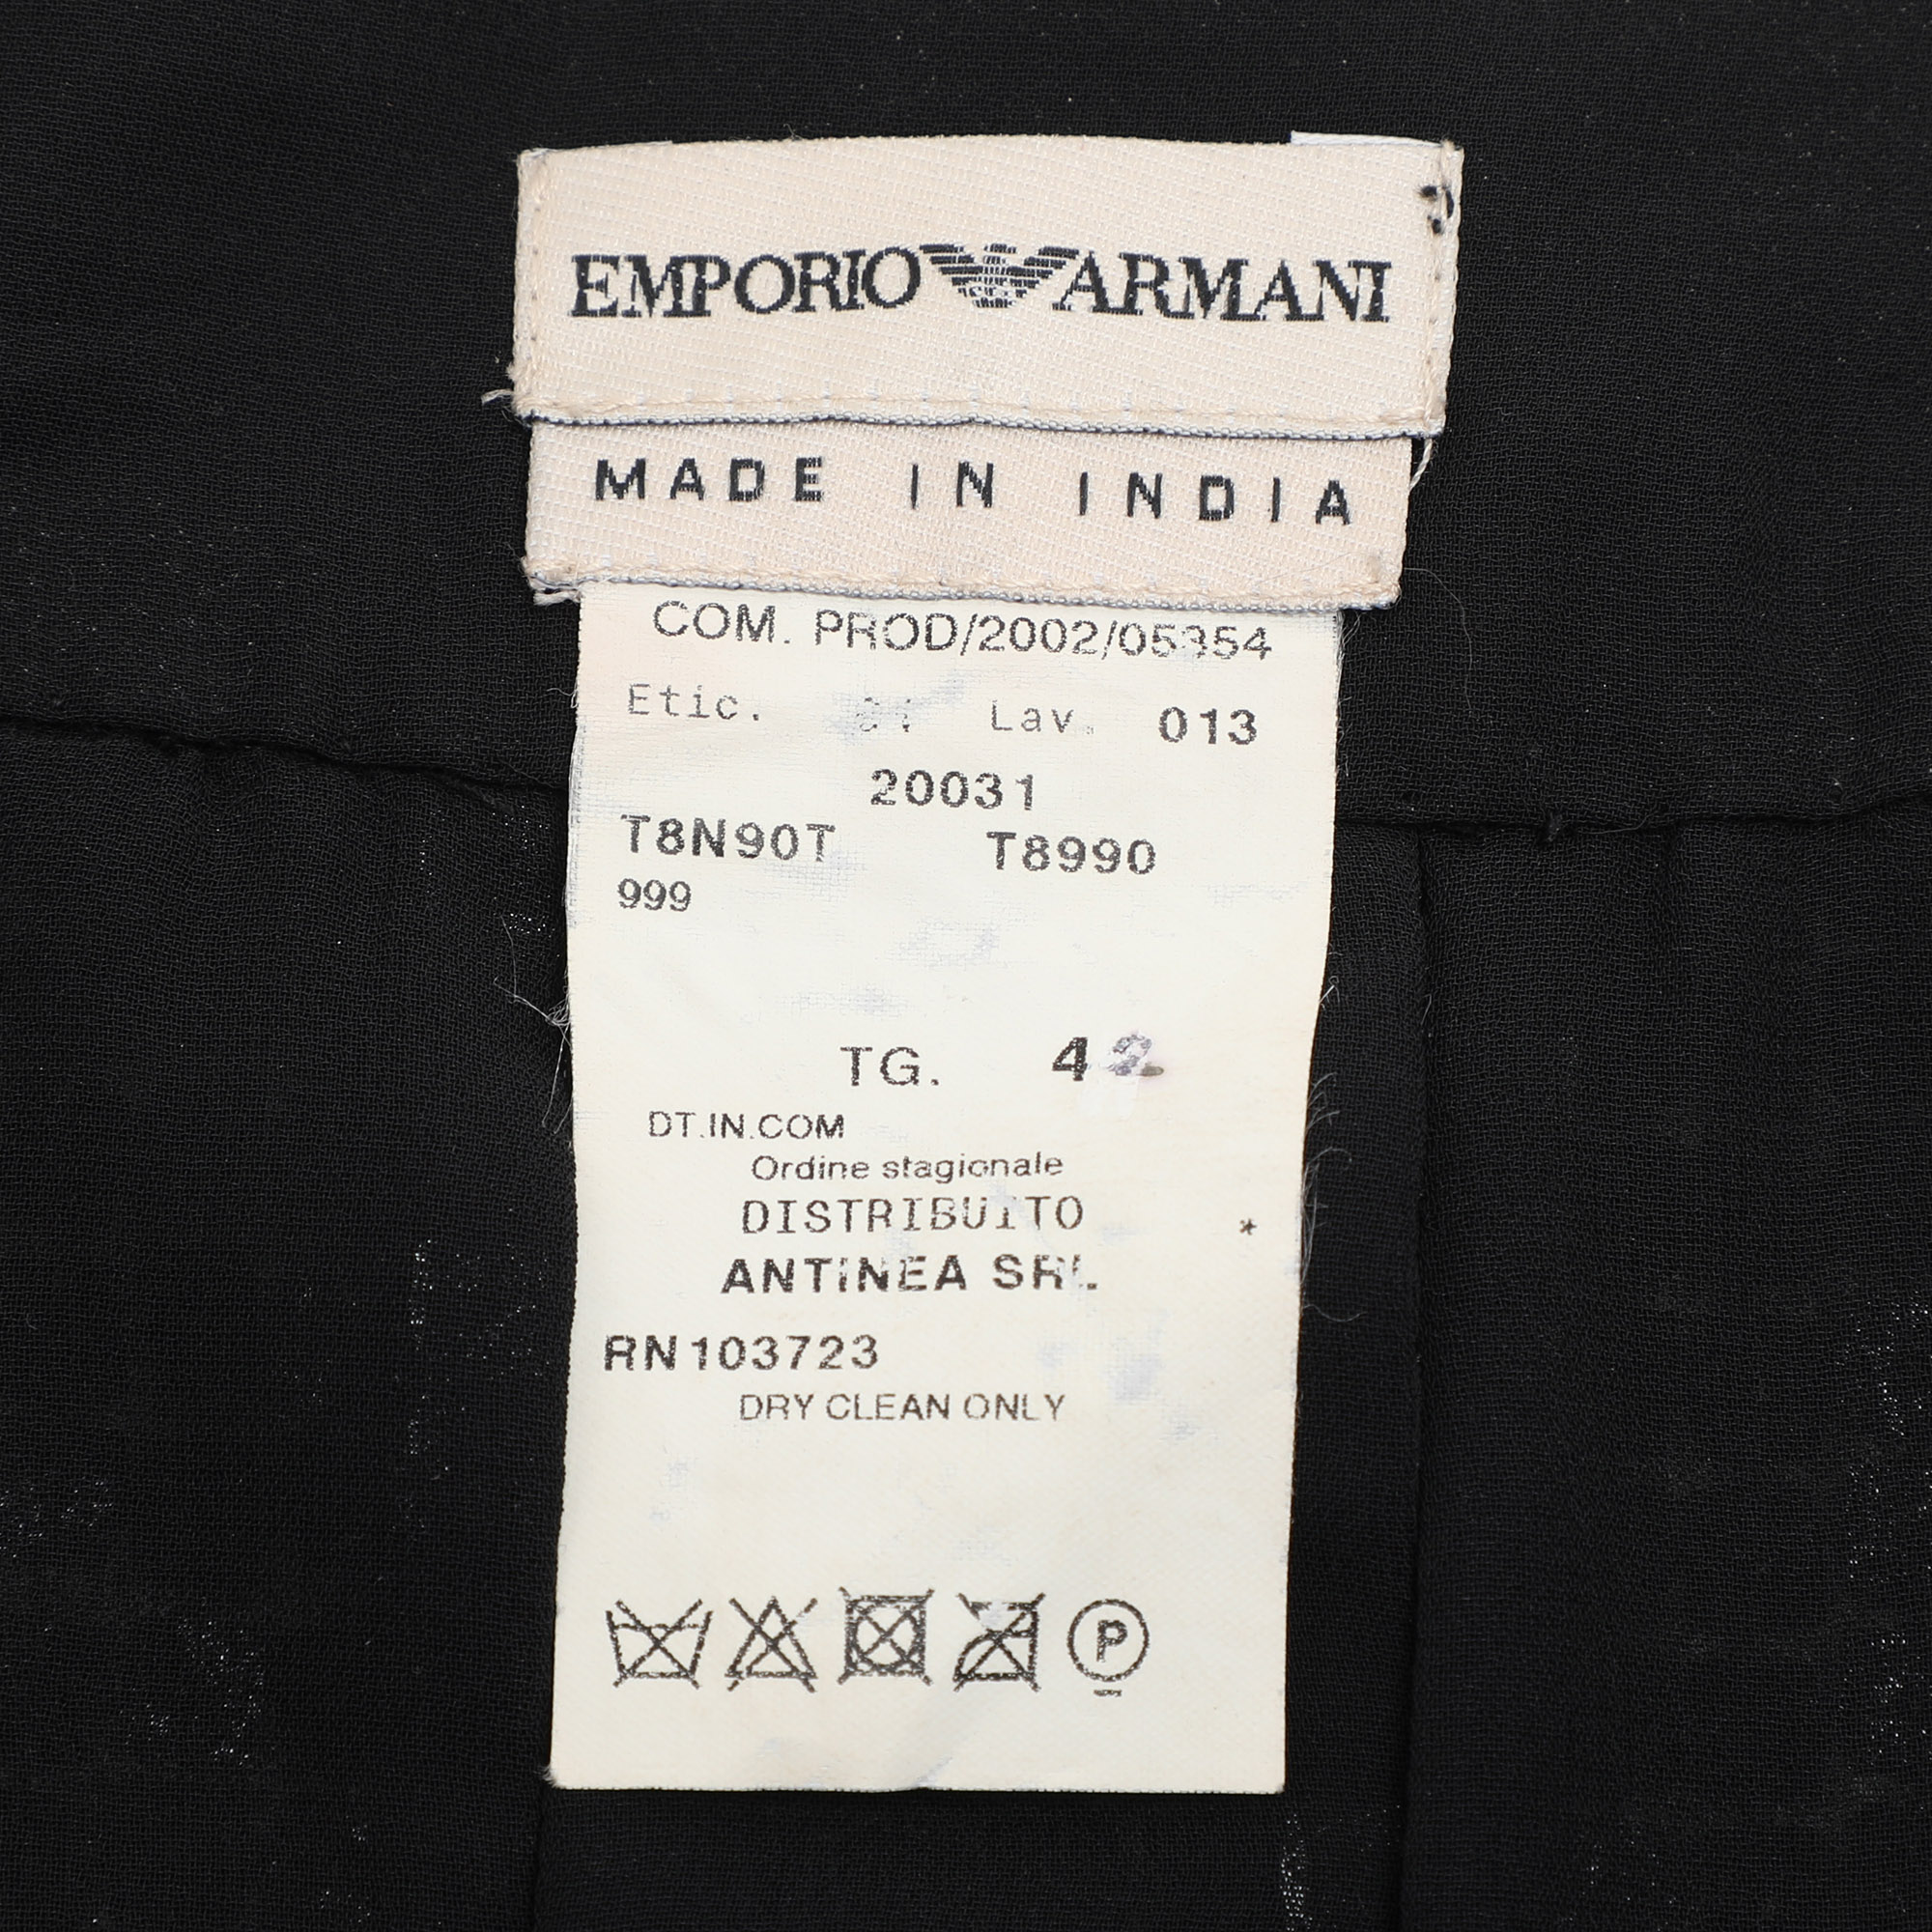 EMPORIO ARMANI
MADE IN INDIA
COM. PROD/2002/05354
Etic. Lav. 013
20031
T8N90T T8990
999
TG. 42
DT.IN.COM
Ordine stagionale
DISTRIBUITO *
ANTINEA SRL
RN103723
DRY CLEAN ONLY
P